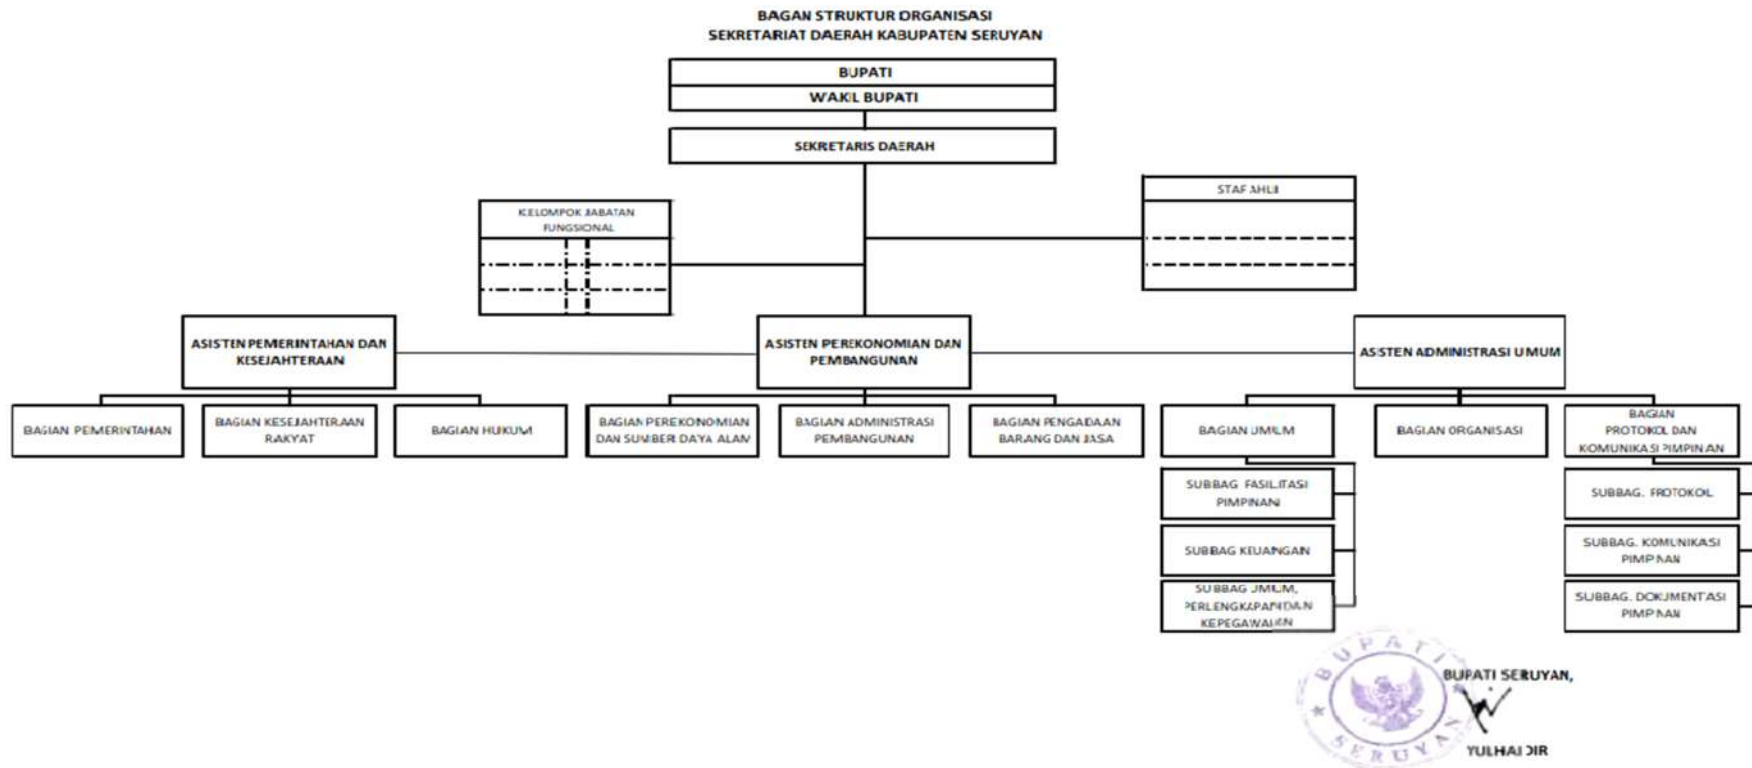 BAGAN STRUKTUR ORGANISASI
SEKRETARIAT DAERAH KABUPATEN SERUYAN
BUPATI
WAKIL BUPATI
SEKRETARIS DAERAH
STAF AHLI
KELOMPOK JABATAN
FUNGSIONAL
ASISTEN PEMERINTAHAN DAN
KESEJAHTERAAN
ASISTEN PEREKONOMIAN DAN
PEMBANGUNAN
ASISTEN ADMINISTRASI UMUM
BAGIAN PEMERINTAHAN
BAGIAN KESEJAHTERAAN
RAKYAT
BAGIAN HUKUM
BAGIAN PEREKONOMIAN
DAN SUMBER DAYA ALAM
BAGIAN ADMINISTRASI
PEMBANGUNAN
BAGIAN PENGADAAN
BARANG DAN JASA
BAGIAN UMUM
BAGIAN ORGANISASI
BAGIAN
PROTOKOL DAN
KOMUNIKASI PIMPINAN
SUBBAG FASILITASI
PIMPINAN
SUBBAG KEUANGAN
SUBBAG UMUM,
PERLENGKAPAN DAN
KEPEGAWAIAN
SUBBAG. PROTOKOL
SUBBAG. KOMUNIKASI
PIMPINAN
SUBBAG. DOKUMENTASI
PIMPINAN
BUPATI
SERUYAN
BUPATI SERUYAN,
YULHAIDIR